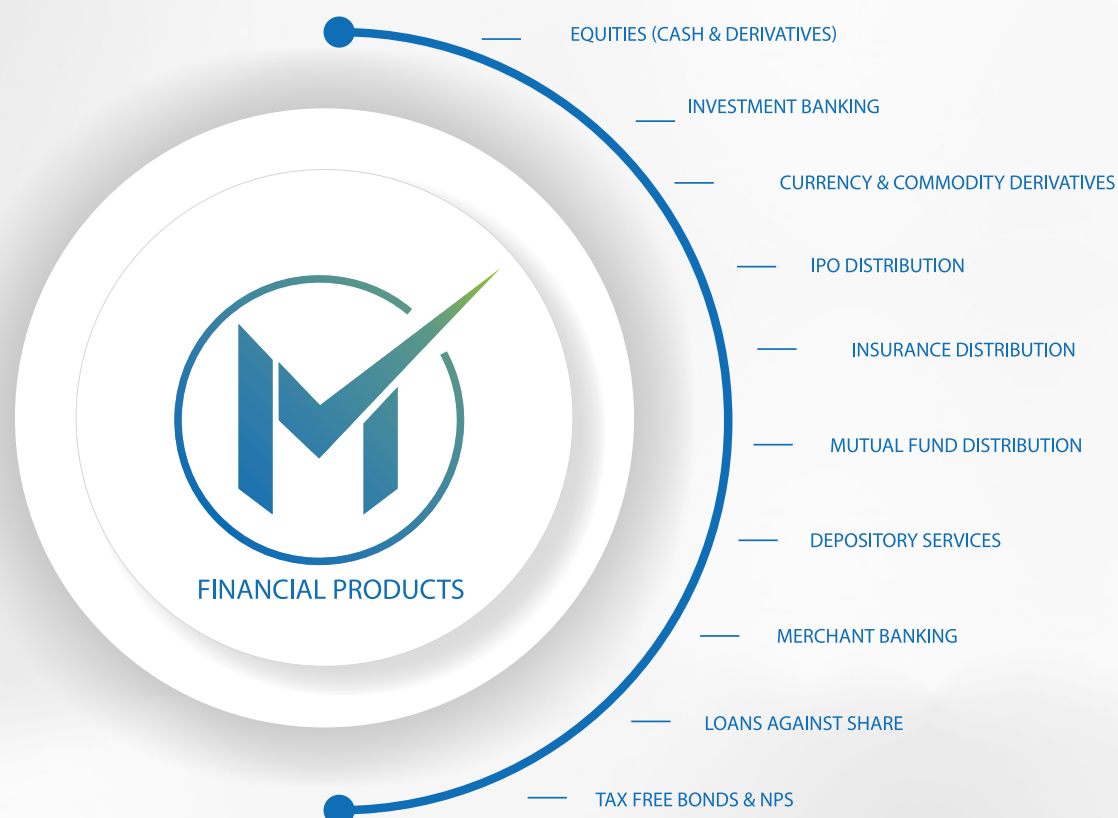 EQUITIES (CASH & DERIVATIVES)
INVESTMENT BANKING
CURRENCY & COMMODITY DERIVATIVES
IPO DISTRIBUTION
INSURANCE DISTRIBUTION
MUTUAL FUND DISTRIBUTION
DEPOSITORY SERVICES
MERCHANT BANKING
LOANS AGAINST SHARE
TAX FREE BONDS & NPS
FINANCIAL PRODUCTS